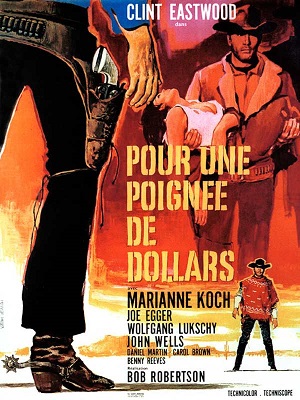 CLINT EASTWOOD
dans
POUR UNE
POIGNEE
DE
DOLLARS
avec
MARIANNE KOCH
JOE EGGER
WOLFGANG LUKSCHY
JOHN WELLS
DANIEL MARTIN CAROL BROWN
BENNY REEVES
Réalisation
BOB ROBERTSON
TECHNICOLOR . TECHNISCOPE